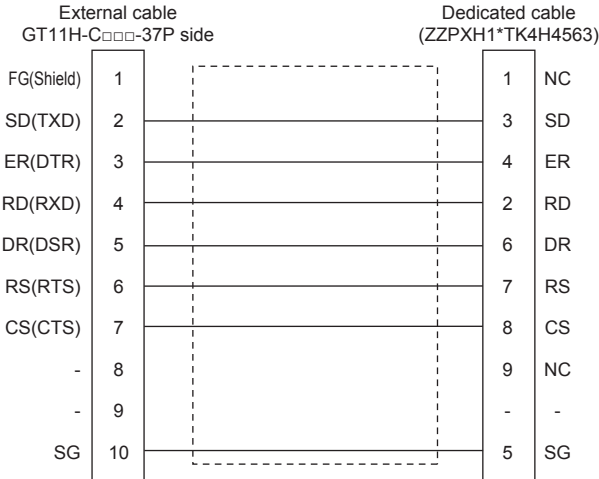 External cable
GT11H-C□□□-37P side
Dedicated cable
(ZZPXH1*TK4H4563)
FG(Shield) 1 1 NC
SD(TXD) 2 3 SD
ER(DTR) 3 4 ER
RD(RXD) 4 2 RD
DR(DSR) 5 6 DR
RS(RTS) 6 7 RS
CS(CTS) 7 8 CS
- 8 9 NC
- 9 - -
SG 10 5 SG